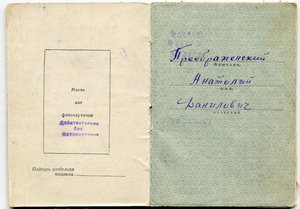 Место
для
фотокарточки
Действительно
без
фотокарточки
Подпись владельца
книжки
Преображенский
фамилия
Анатолий
имя
Данилович
отчество